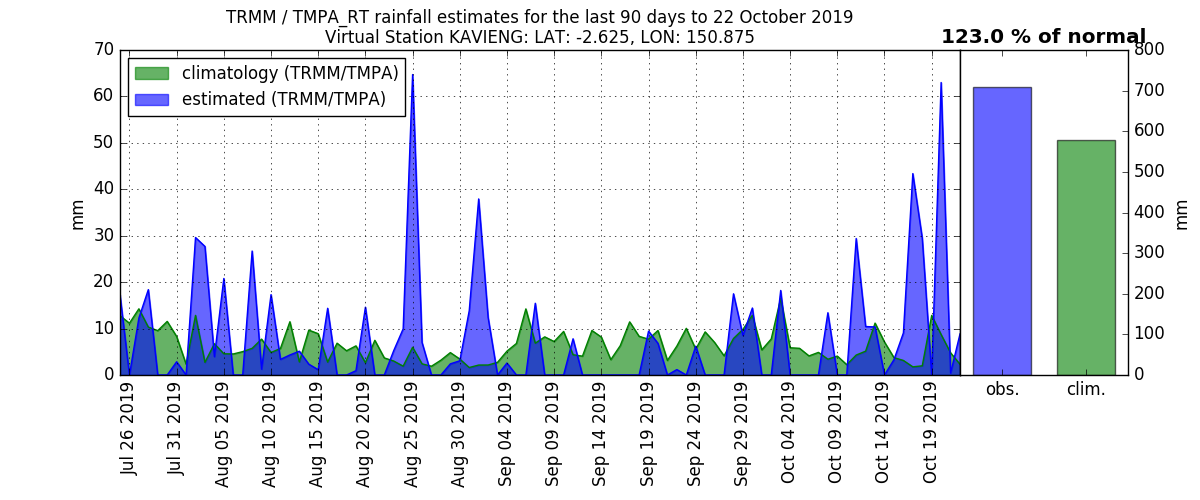 TRMM / TMPA_RT rainfall estimates for the last 90 days to 22 October 2019
Virtual Station KAVIENG: LAT: -2.625, LON: 150.875
123.0 % of normal
climatology (TRMM/TMPA)
estimated (TRMM/TMPA)
mm
70
60
50
40
30
20
10
0
Jul 26 2019
Jul 31 2019
Aug 05 2019
Aug 10 2019
Aug 15 2019
Aug 20 2019
Aug 25 2019
Aug 30 2019
Sep 04 2019
Sep 09 2019
Sep 14 2019
Sep 19 2019
Sep 24 2019
Sep 29 2019
Oct 04 2019
Oct 09 2019
Oct 14 2019
Oct 19 2019
obs.
clim.
800
700
600
500
400
300
200
100
0
mm